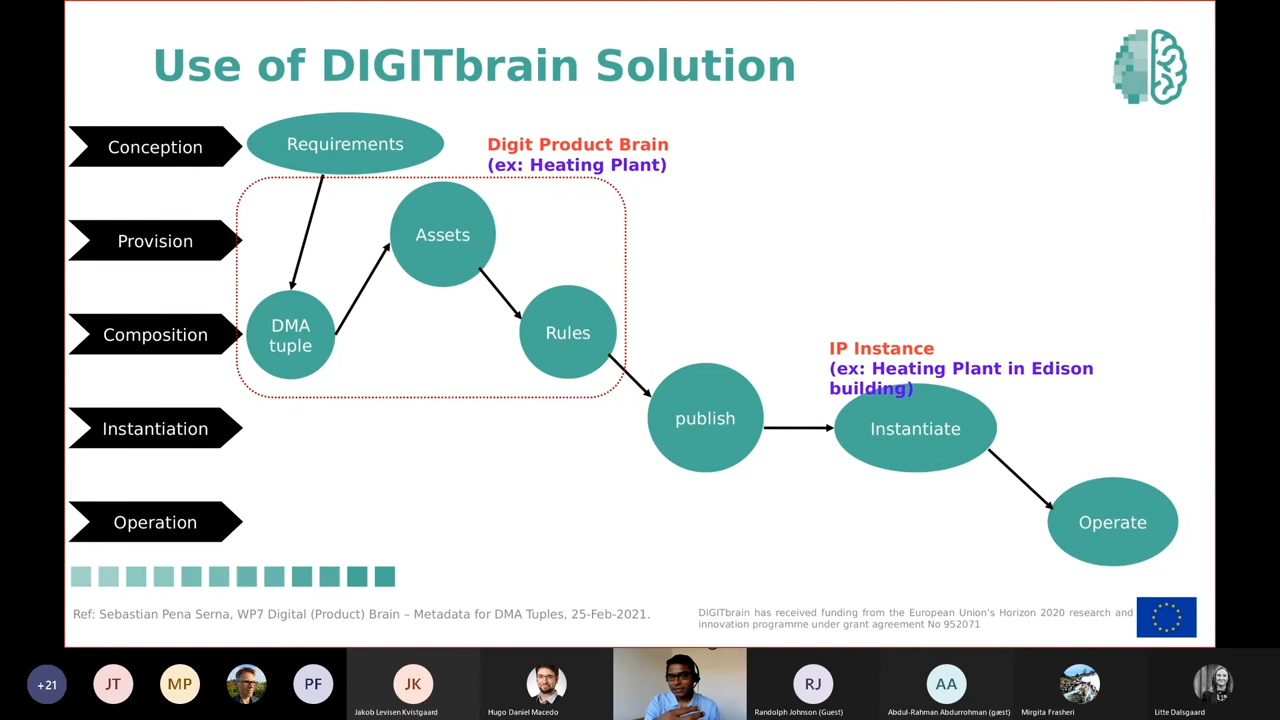 Use of DIGITbrain Solution
Conception
Requirements
Digit Product Brain
(ex: Heating Plant)
Provision
Assets
Composition
DMA
tuple
Rules
IP Instance
(ex: Heating Plant in Edison
building)
Instantiation
publish
Instantiate
Operation
Operate
Ref: Sebastian Pena Serna, WP7 Digital (Product) Brain – Metadata for DMA Tuples, 25-Feb-2021.
DIGITbrain has received funding from the European Union's Horizon 2020 research and
innovation programme under grant agreement No 952071
+21
JT
MP
PF
JK
RJ
AA
Jakob Levisen Kvistgaard
Hugo Daniel Macedo
Randolph Johnson (Guest)
Abdul-Rahman Abdurrohman (gæst)
Mirgita Frasheri
Litte Dalsgaard